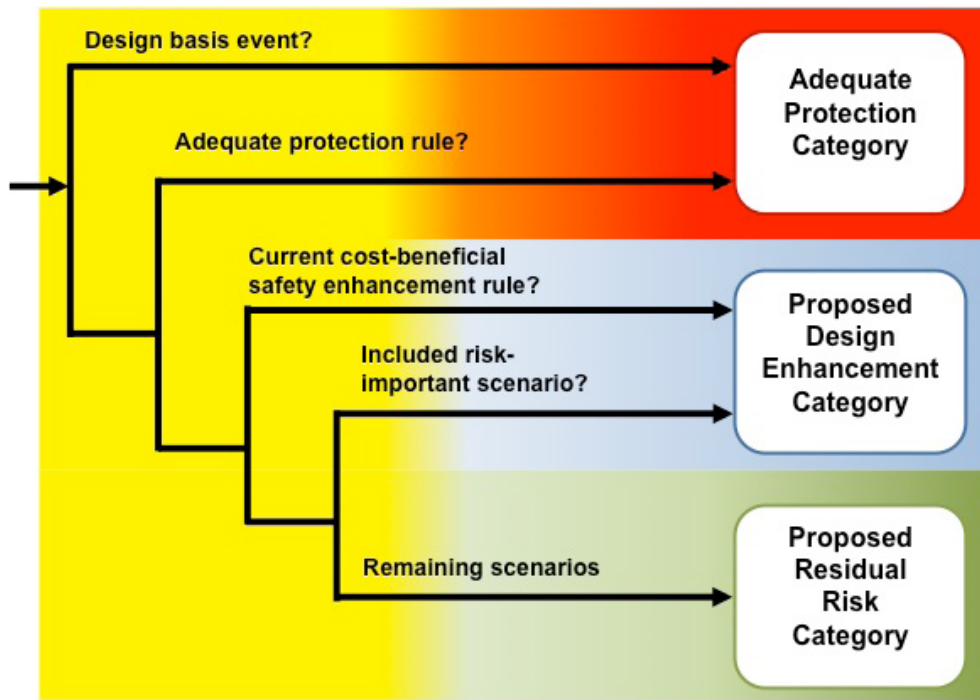 Design basis event?
Adequate
Protection
Category
Adequate protection rule?
Current cost-beneficial
safety enhancement rule?
Proposed
Design
Enhancement
Category
Included risk-
important scenario?
Remaining scenarios
Proposed
Residual
Risk
Category